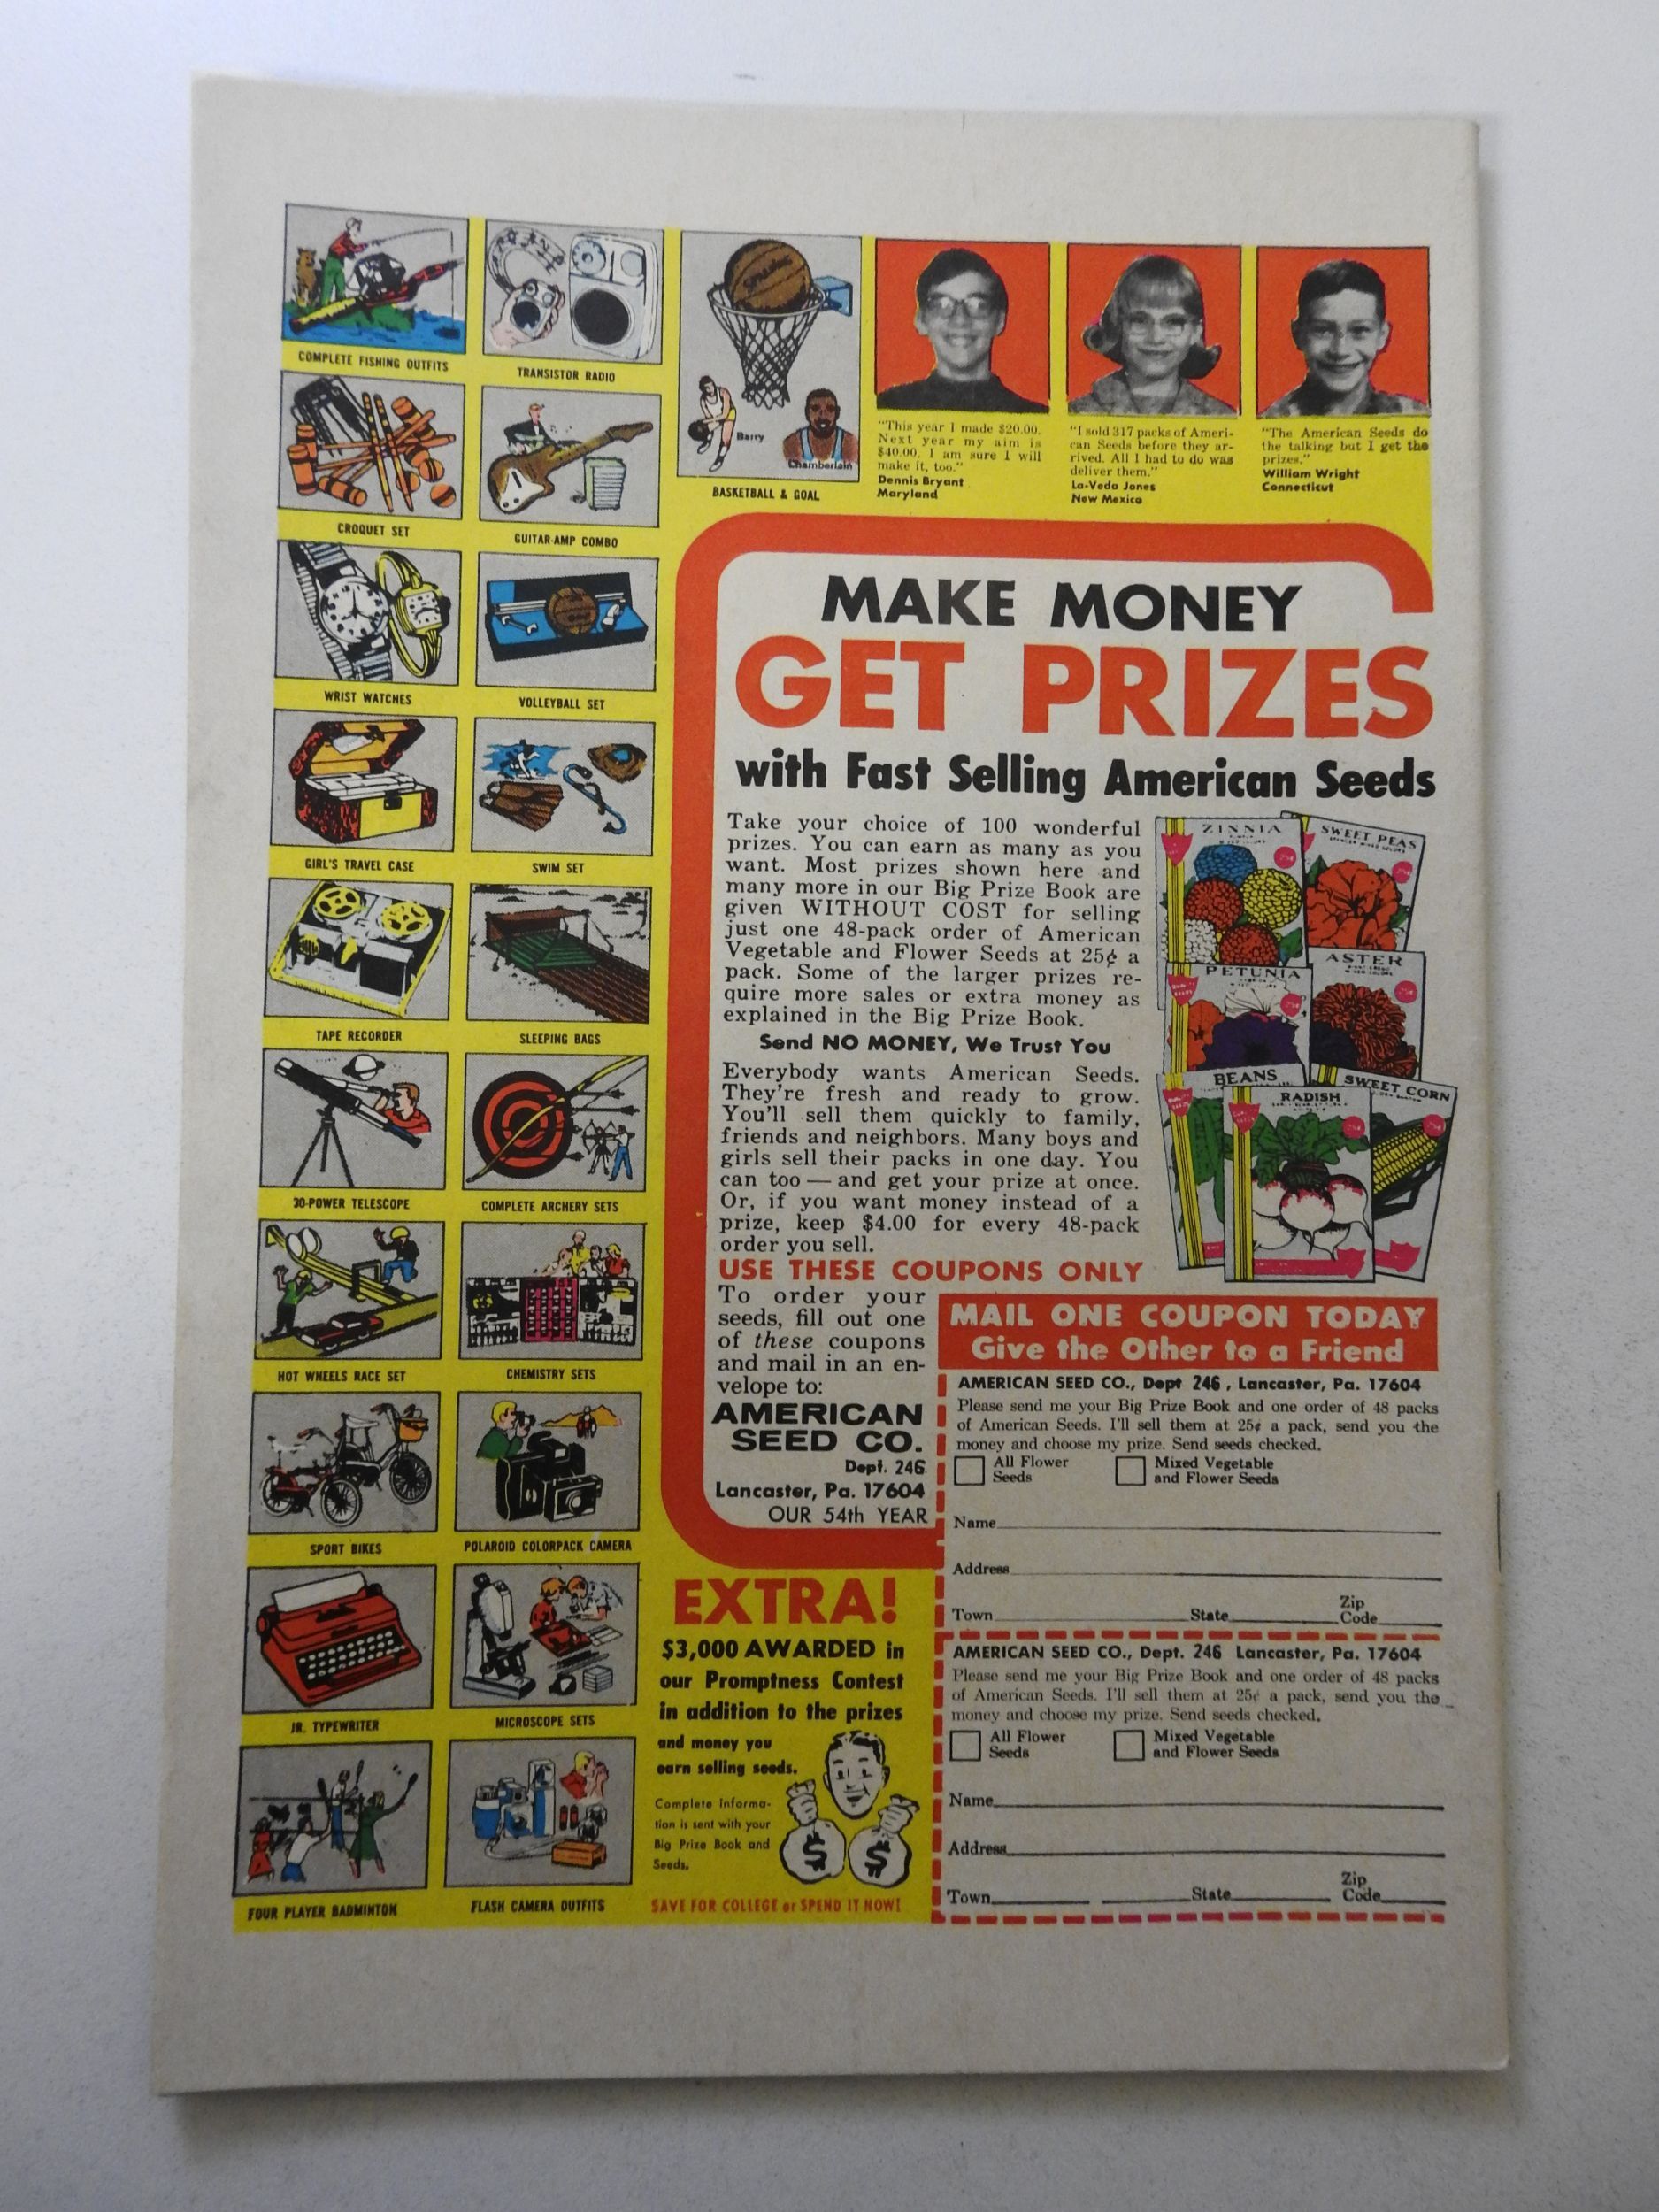 COMPLETE FISHING OUTFITS
TRANSISTOR RADIO
SPALDING
Barry
Chamberlain
BASKETBALL & GOAL
"This year I made $20.00.
Next year my aim is
$40.00. I am sure I will
make it, too."
Dennis Bryant
Maryland
"I sold 317 packs of Ameri-
can Seeds before they ar-
rived. All I had to do was
deliver them."
La-Veda Jones
New Mexico
"The American Seeds do
the talking but I get the
prizes."
William Wright
Connecticut
CROQUET SET
GUITAR-AMP COMBO
WRIST WATCHES
VOLLEYBALL SET
GIRL'S TRAVEL CASE
SWIM SET
TAPE RECORDER
SLEEPING BAGS
30-POWER TELESCOPE
COMPLETE ARCHERY SETS
HOT WHEELS RACE SET
CHEMISTRY SETS
SPORT BIKES
POLAROID COLORPACK CAMERA
JR. TYPEWRITER
MICROSCOPE SETS
FOUR PLAYER BADMINTON
FLASH CAMERA OUTFITS
MAKE MONEY
GET PRIZES
with Fast Selling American Seeds
Take your choice of 100 wonderful
prizes. You can earn as many as you
want. Most prizes shown here and
many more in our Big Prize Book are
given WITHOUT COST for selling
just one 48-pack order of American
Vegetable and Flower Seeds at 25¢ a
pack. Some of the larger prizes re-
quire more sales or extra money as
explained in the Big Prize Book.
Send NO MONEY, We Trust You
Everybody wants American Seeds.
They're fresh and ready to grow.
You'll sell them quickly to family,
friends and neighbors. Many boys and
girls sell their packs in one day. You
can too — and get your prize at once.
Or, if you want money instead of a
prize, keep $4.00 for every 48-pack
order you sell.
ZINNIA
SWEET PEAS
PETUNIA
ASTER
BEANS
SWEET CORN
RADISH
USE THESE COUPONS ONLY
To order your
seeds, fill out one
of these coupons
and mail in an en-
velope to:
AMERICAN
SEED CO.
Dept. 246
Lancaster, Pa. 17604
OUR 54th YEAR
MAIL ONE COUPON TODAY
Give the Other to a Friend
AMERICAN SEED CO., Dept 246, Lancaster, Pa. 17604
Please send me your Big Prize Book and one order of 48 packs
of American Seeds. I'll sell them at 25¢ a pack, send you the
money and choose my prize. Send seeds checked.
All Flower
Seeds
Mixed Vegetable
and Flower Seeds
Name
Address
Town State Zip
Code
AMERICAN SEED CO., Dept. 246 Lancaster, Pa. 17604
Please send me your Big Prize Book and one order of 48 packs
of American Seeds. I'll sell them at 25¢ a pack, send you the
money and choose my prize. Send seeds checked.
All Flower
Seeds
Mixed Vegetable
and Flower Seeds
Name
Address
Town State Zip
Code
EXTRA!
$3,000 AWARDED in
our Promptness Contest
in addition to the prizes
and money you
earn selling seeds.
Complete Informa-
tion is sent with your
Big Prize Book and
Seeds.
$ $
SAVE FOR COLLEGE or SPEND IT NOW!